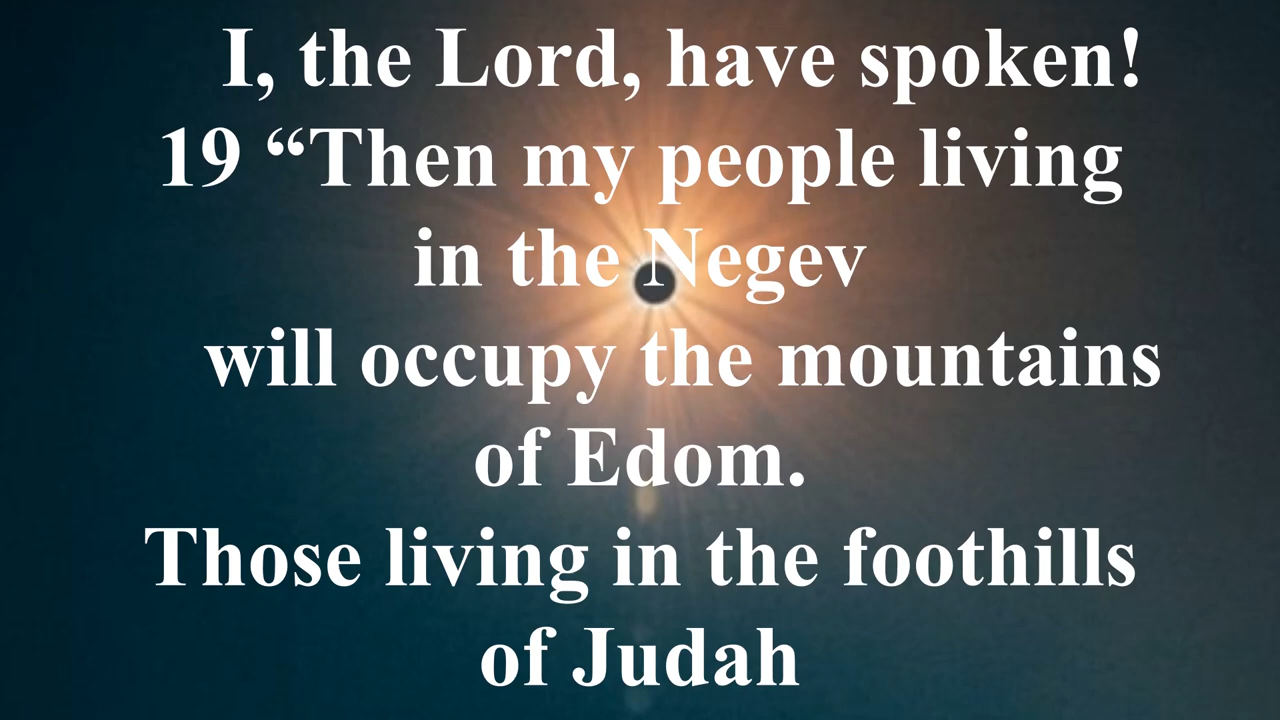 I, the Lord, have spoken!
19 “Then my people living
in the Negev
will occupy the mountains
of Edom.
Those living in the foothills
of Judah